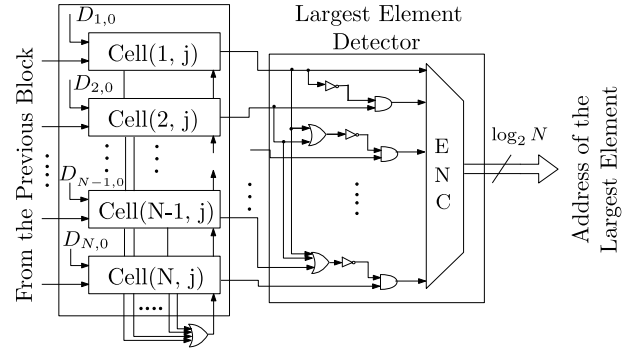 Largest Element
Detector
From the Previous Block
D1,0
Cell(1, j)
D2,0
Cell(2, j)
DN−1,0
Cell(N-1, j)
DN,0
Cell(N, j)
E
N
C
log2 N
Address of the
Largest Element